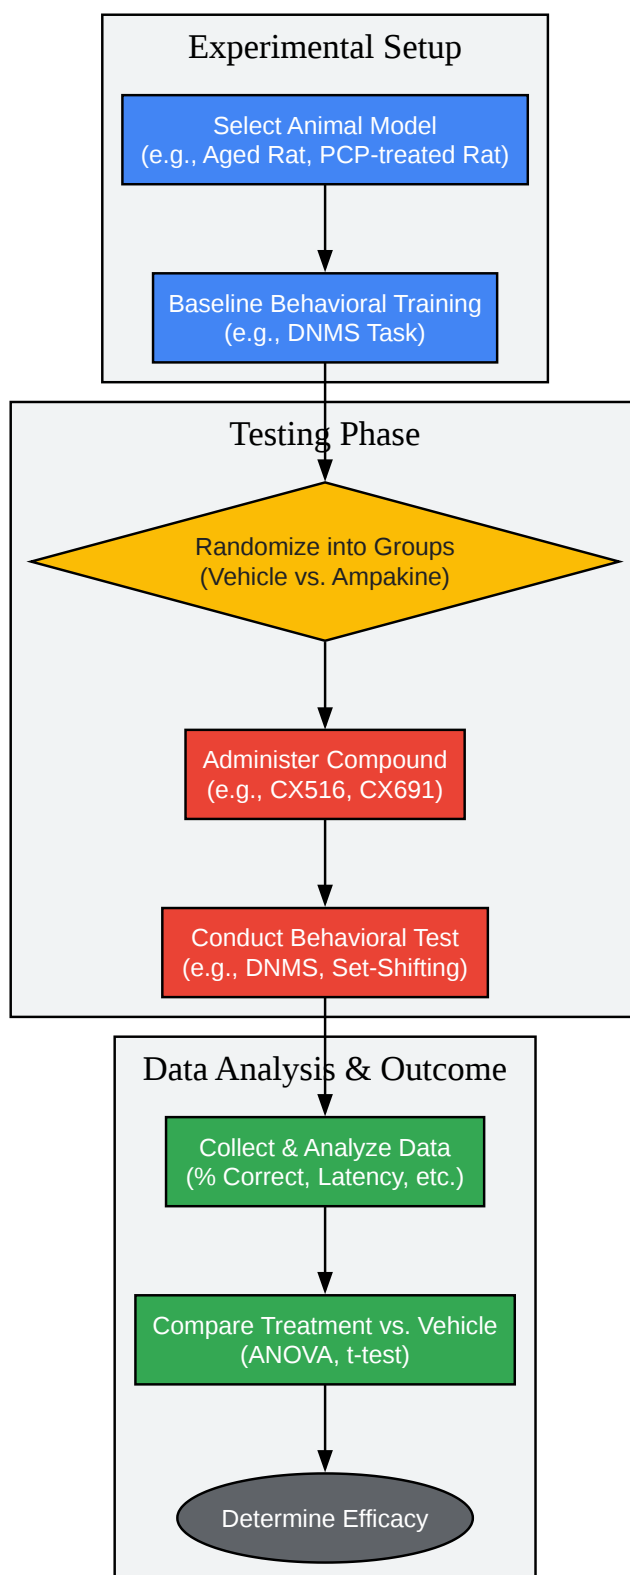 Experimental Setup
Select Animal Model
(e.g., Aged Rat, PCP-treated Rat)
Baseline Behavioral Training
(e.g., DNMS Task)
Testing Phase
Randomize into Groups
(Vehicle vs. Ampakine)
Administer Compound
(e.g., CX516, CX691)
Conduct Behavioral Test
(e.g., DNMS, Set-Shifting)
Data Analysis & Outcome
Collect & Analyze Data
(% Correct, Latency, etc.)
Compare Treatment vs. Vehicle
(ANOVA, t-test)
Determine Efficacy